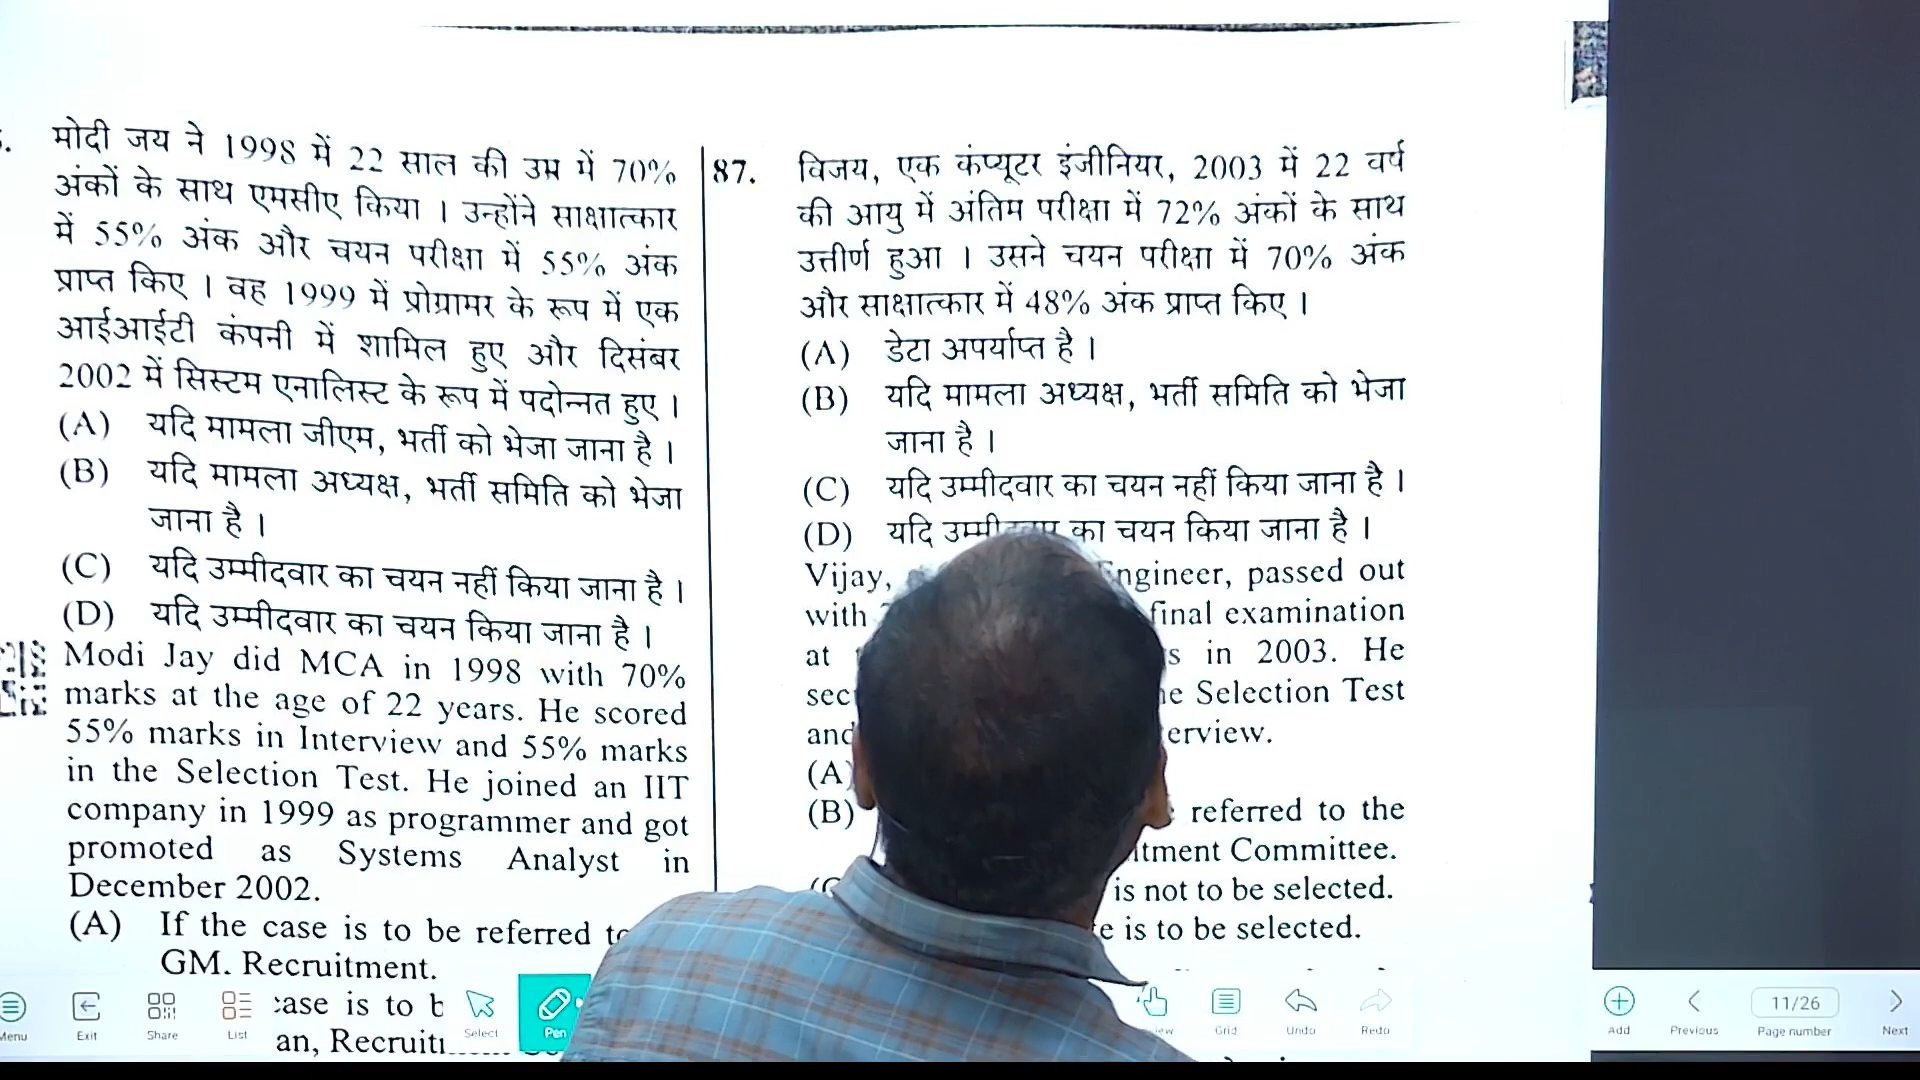 मोदी जय ने 1998 में 22 साल की उम्र में 70%
अंकों के साथ एमसीए किया । उन्होंने साक्षात्कार
में 55% अंक और चयन परीक्षा में 55% अंक
प्राप्त किए । वह 1999 में प्रोग्रामर के रूप में एक
आईआईटी कंपनी में शामिल हुए और दिसंबर
2002 में सिस्टम एनालिस्ट के रूप में पदोन्नत हुए ।
(A) यदि मामला जीएम, भर्ती को भेजा जाना है ।
(B) यदि मामला अध्यक्ष, भर्ती समिति को भेजा
जाना है ।
(C) यदि उम्मीदवार का चयन नहीं किया जाना है ।
(D) यदि उम्मीदवार का चयन किया जाना है ।
Modi Jay did MCA in 1998 with 70%
marks at the age of 22 years. He scored
55% marks in Interview and 55% marks
in the Selection Test. He joined an IIT
company in 1999 as programmer and got
promoted as Systems Analyst in
December 2002.
(A) If the case is to be referred to
GM. Recruitment.
case is to b
an, Recruit
87. विजय, एक कंप्यूटर इंजीनियर, 2003 में 22 वर्ष
की आयु में अंतिम परीक्षा में 72% अंकों के साथ
उत्तीर्ण हुआ । उसने चयन परीक्षा में 70% अंक
और साक्षात्कार में 48% अंक प्राप्त किए ।
(A) डेटा अपर्याप्त है ।
(B) यदि मामला अध्यक्ष, भर्ती समिति को भेजा
जाना है ।
(C) यदि उम्मीदवार का चयन नहीं किया जाना है ।
(D) यदि उम्मीदवार का चयन किया जाना है ।
Vijay, ngineer, passed out
with final examination
at s in 2003. He
sec e Selection Test
and erview.
(A)
(B) referred to the
itment Committee.
is not to be selected.
e is to be selected.
Menu Exit Share List Select Pen Grid Undo Redo Add Previous 11/26 Page number Next